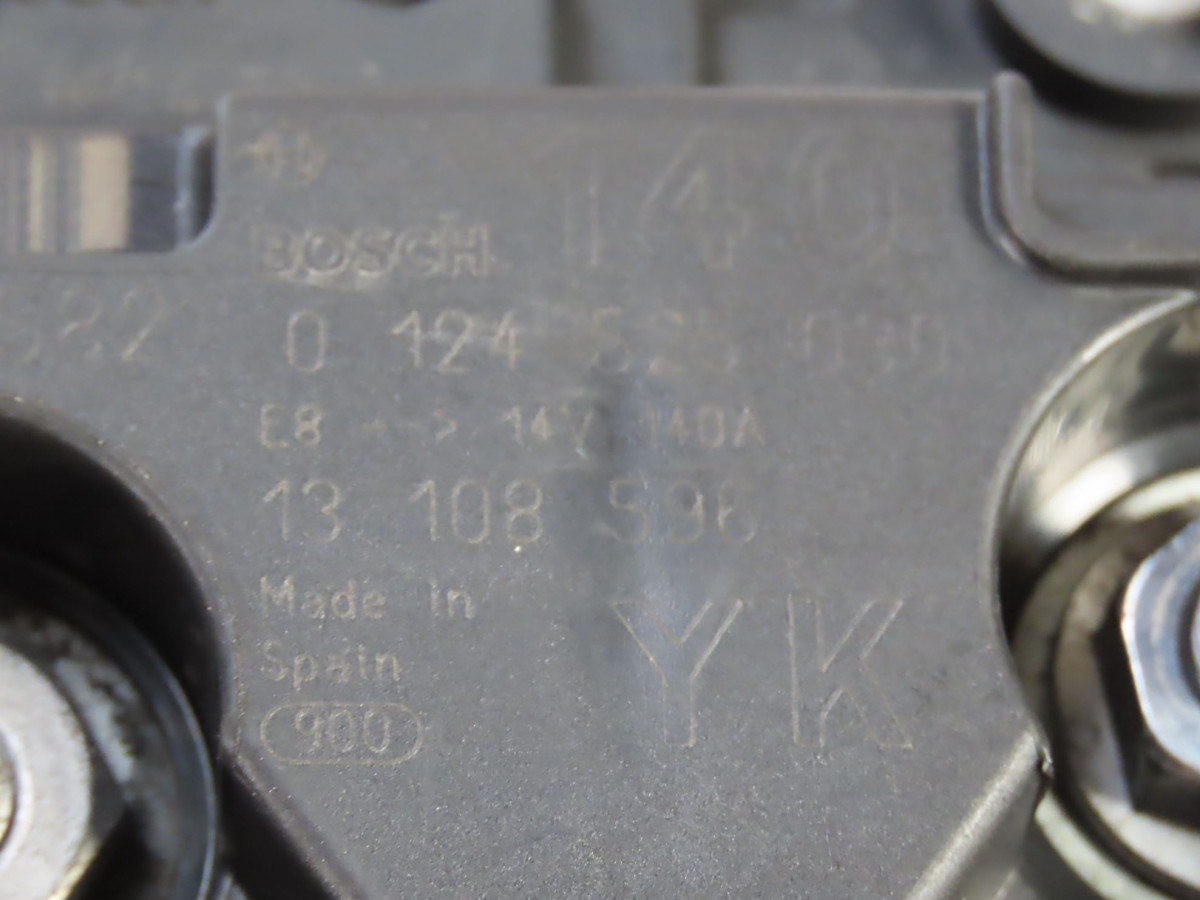 140
BOSCH
0 124 525
E8 --> 14V 140A
13 108 596
Made in
Spain
900
YK